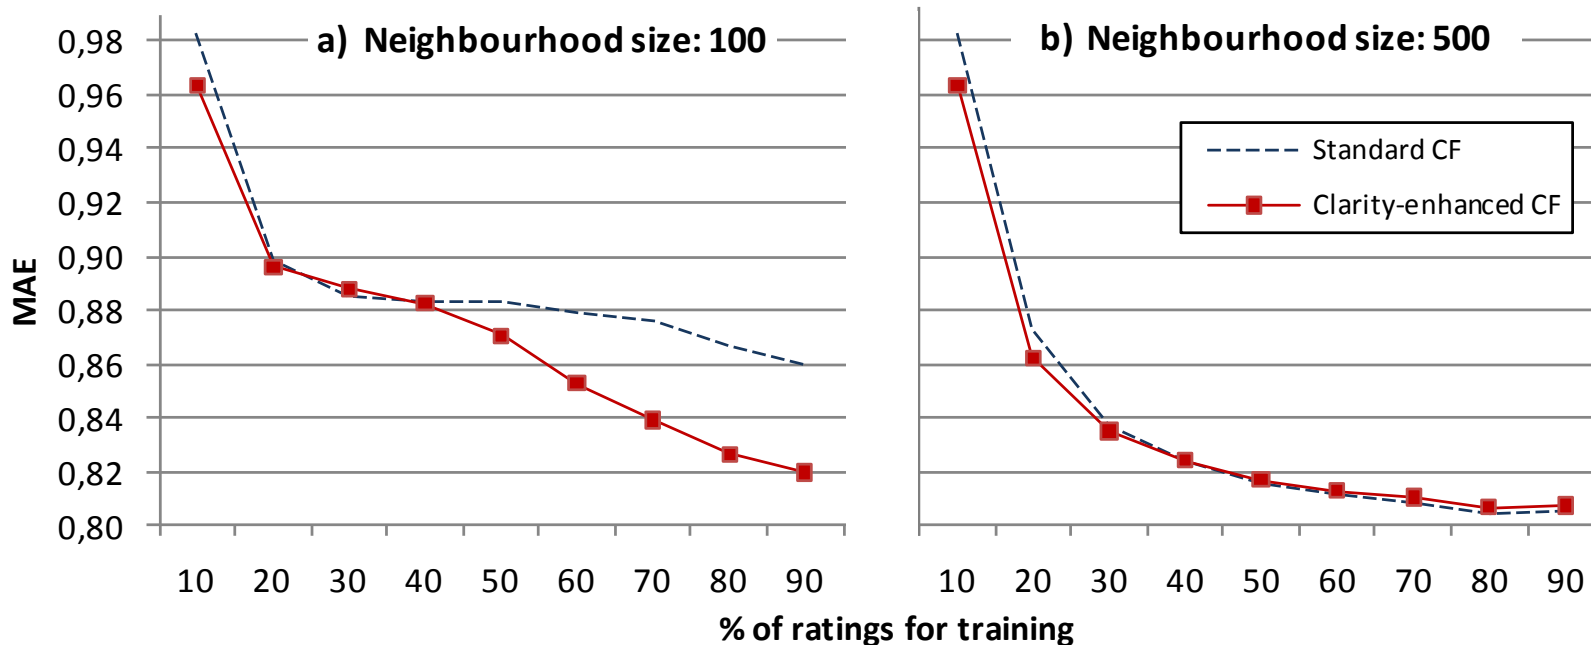 a) Neighbourhood size: 100
b) Neighbourhood size: 500
MAE
0,98
0,96
0,94
0,92
0,90
0,88
0,86
0,84
0,82
0,80
Standard CF
Clarity-enhanced CF
10 20 30 40 50 60 70 80 90
10 20 30 40 50 60 70 80 90
% of ratings for training